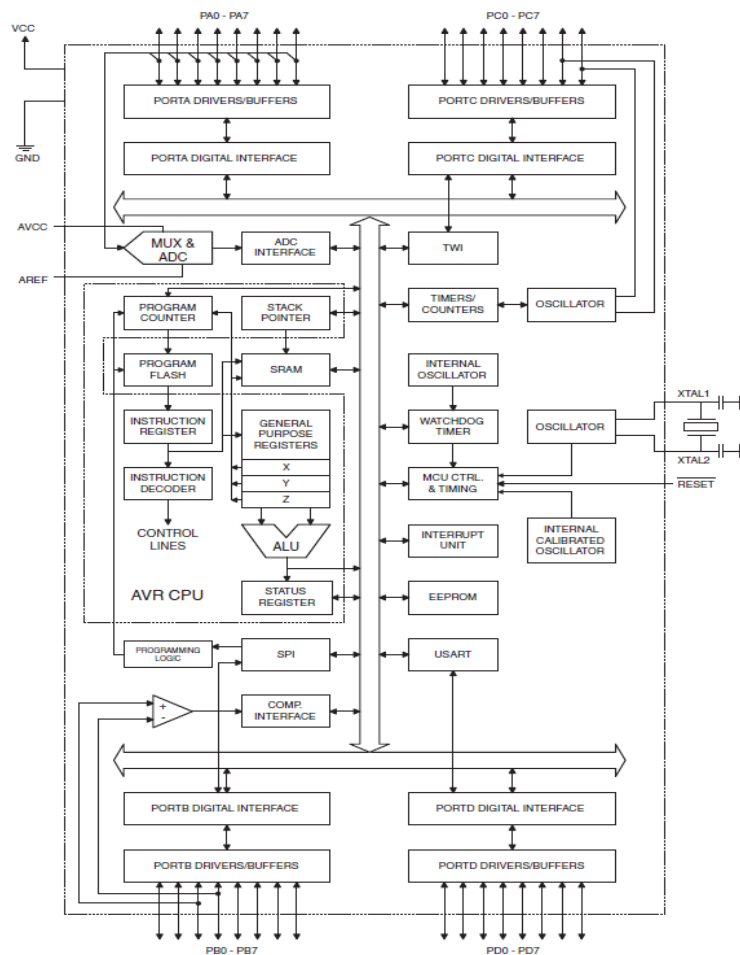 PA0 - PA7
PC0 - PC7
VCC
PORTA DRIVERS/BUFFERS
PORTC DRIVERS/BUFFERS
GND
PORTA DIGITAL INTERFACE
PORTC DIGITAL INTERFACE
AVCC
MUX &
ADC
ADC
INTERFACE
TWI
AREF
PROGRAM
COUNTER
STACK
POINTER
TIMERS/
COUNTERS
OSCILLATOR
PROGRAM
FLASH
SRAM
INTERNAL
OSCILLATOR
XTAL1
INSTRUCTION
REGISTER
GENERAL
PURPOSE
REGISTERS
WATCHDOG
TIMER
OSCILLATOR
XTAL2
X
Y
Z
INSTRUCTION
DECODER
MCU CTRL.
& TIMING
RESET
CONTROL
LINES
ALU
INTERRUPT
UNIT
INTERNAL
CALIBRATED
OSCILLATOR
AVR CPU
STATUS
REGISTER
EEPROM
PROGRAMMING
LOGIC
SPI
USART
+
-
COMP.
INTERFACE
PORTB DIGITAL INTERFACE
PORTD DIGITAL INTERFACE
PORTB DRIVERS/BUFFERS
PORTD DRIVERS/BUFFERS
PB0 - PB7
PD0 - PD7